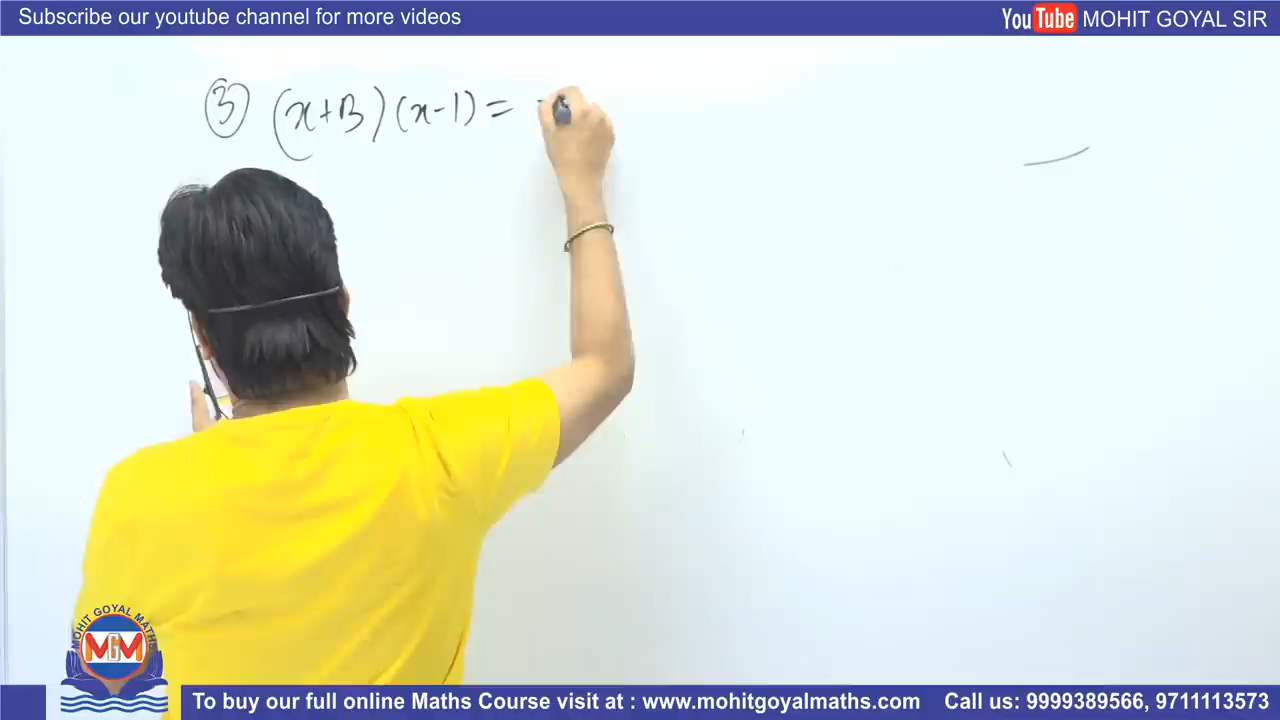 Subscribe our youtube channel for more videos
YouTube MOHIT GOYAL SIR
③ (x+B)(x-1)=
MOHIT GOYAL MATHS
MGM
To buy our full online Maths Course visit at : www.mohitgoyalmaths.com Call us: 9999389566, 9711113573